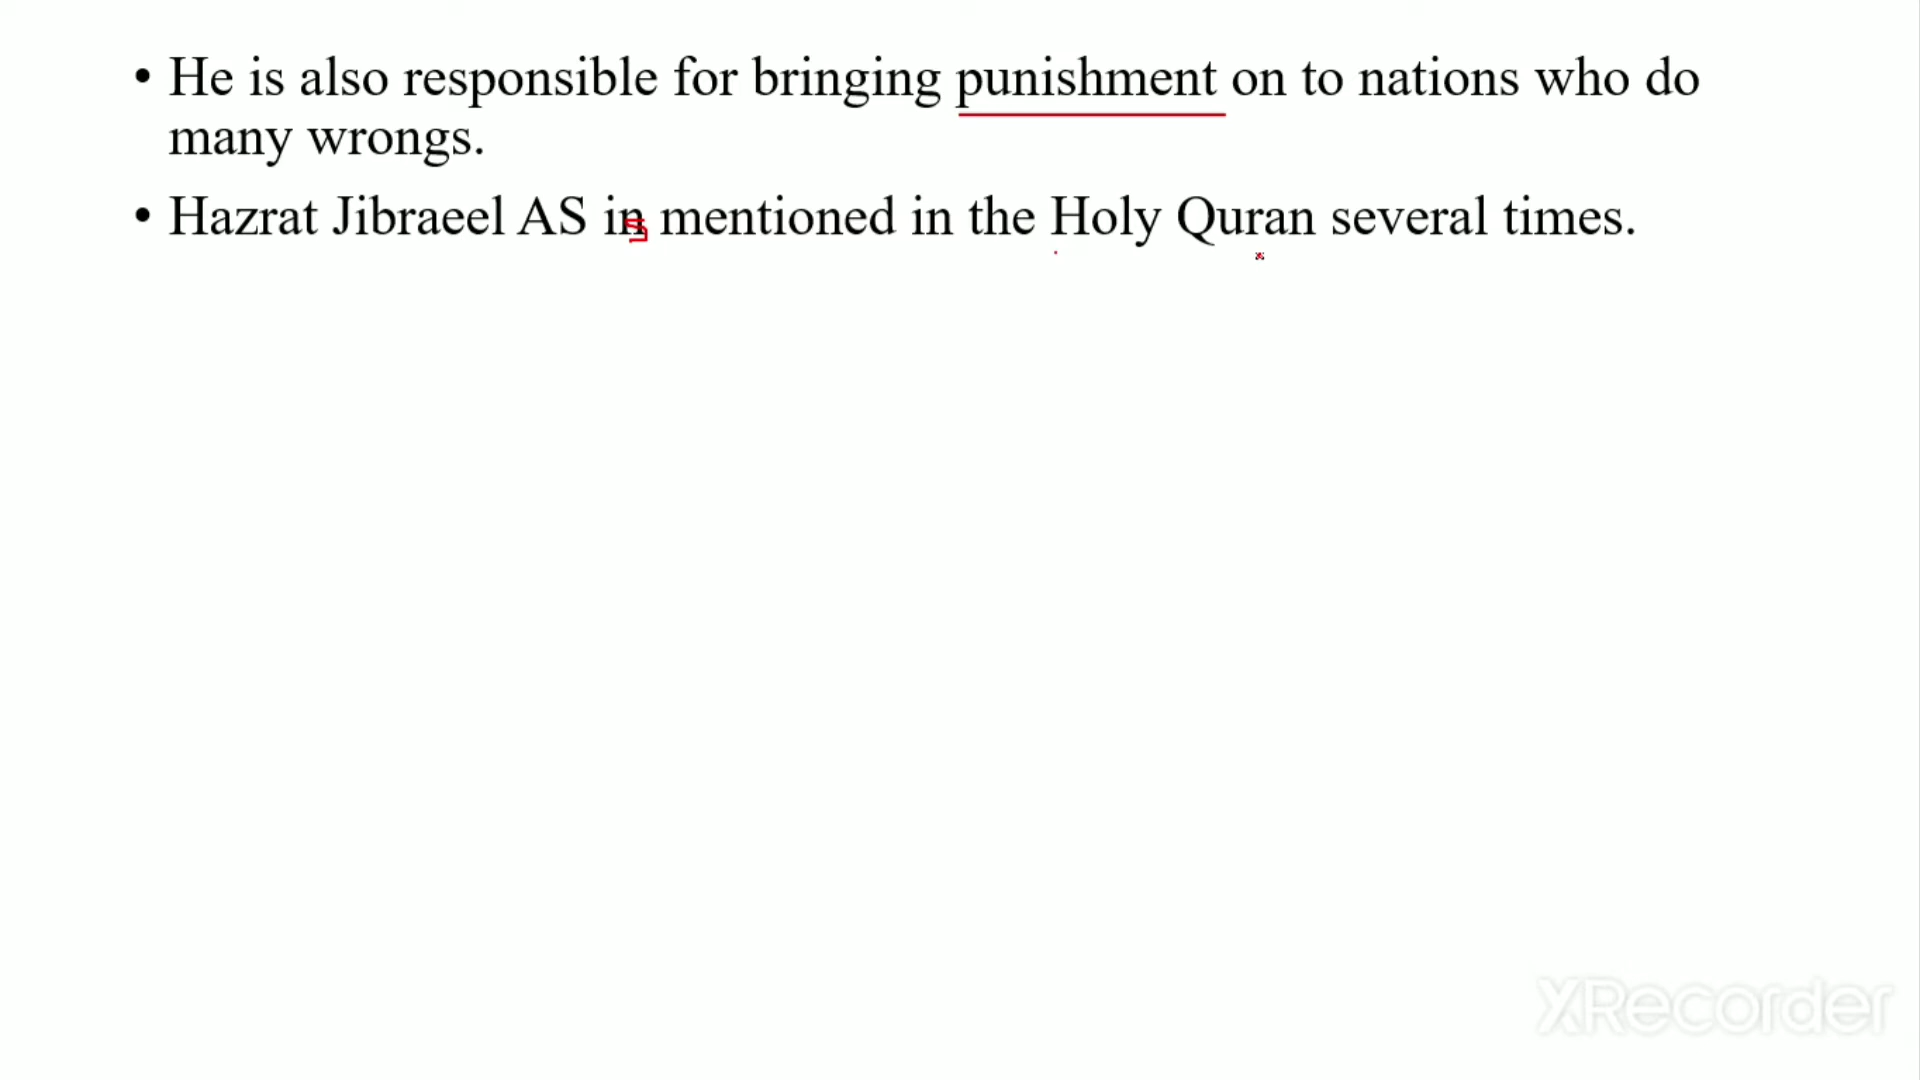 • He is also responsible for bringing punishment on to nations who do
many wrongs.
• Hazrat Jibraeel AS in mentioned in the Holy Quran several times.
s
XRecorder